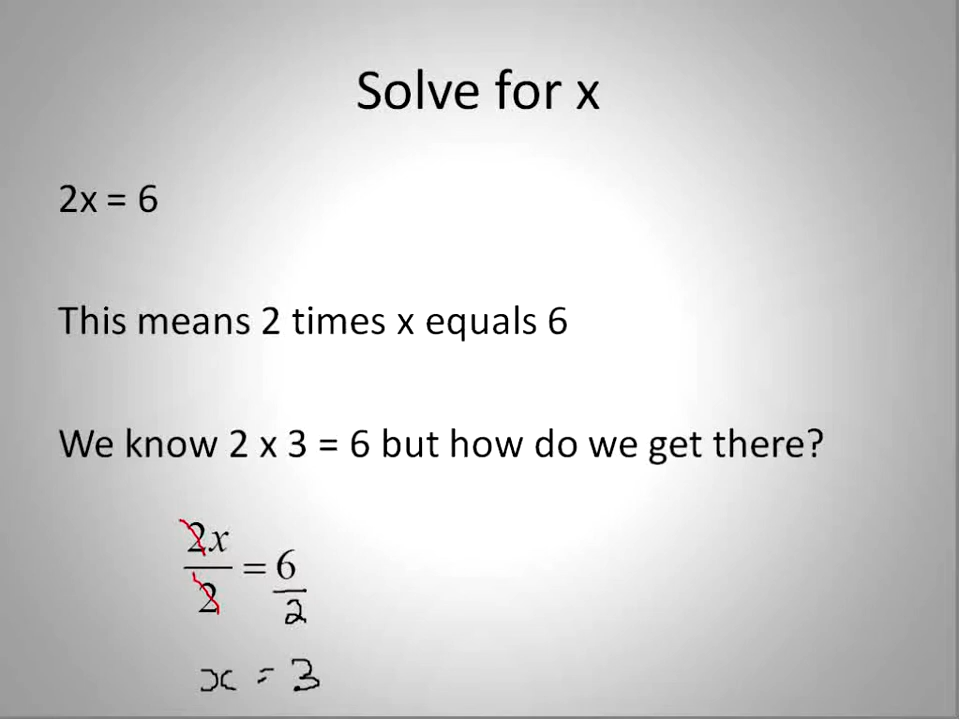 Solve for x
2x = 6
This means 2 times x equals 6
We know 2 x 3 = 6 but how do we get there?
2x/2 = 6/2
x = 3